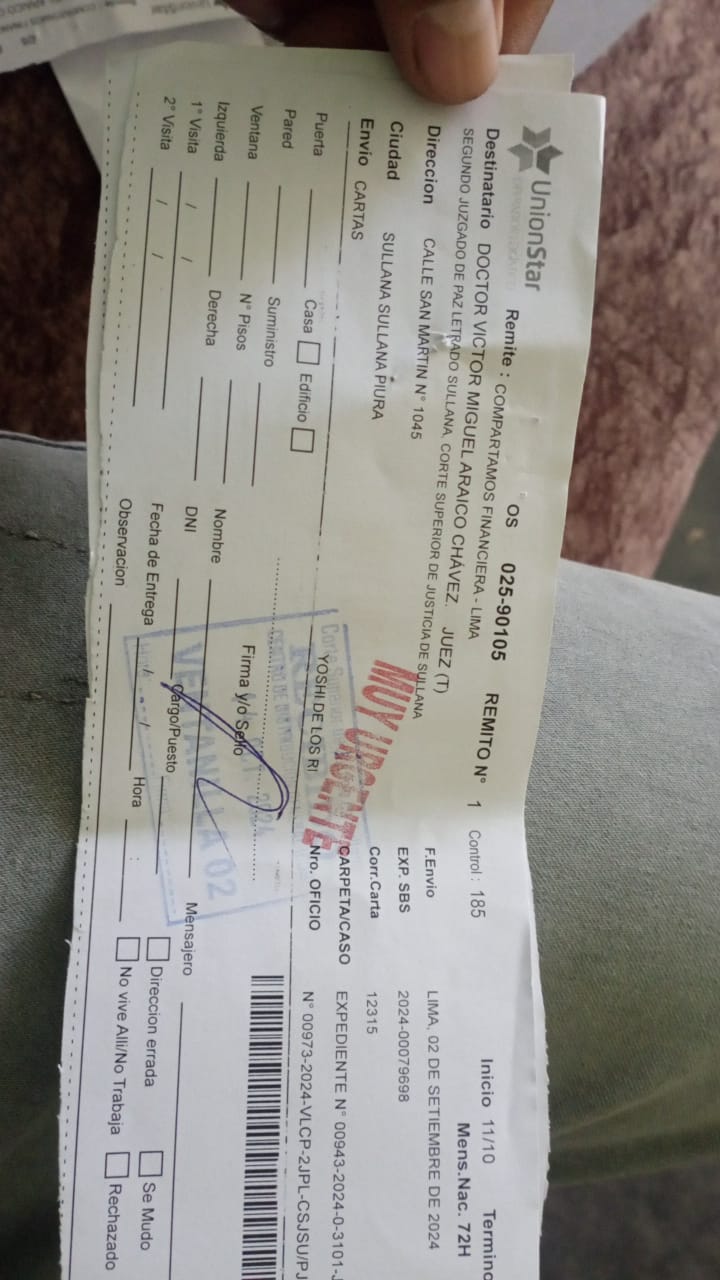 UnionStar
Remite : COMPARTAMOS FINANCIERA - LIMA
OS 025-90105 REMITO N° 1 Control : 185
Inicio 11/10 Termino
Mens.Nac. 72H
Destinatario DOCTOR VICTOR MIGUEL ARAICO CHÁVEZ. JUEZ (T)
SEGUNDO JUZGADO DE PAZ LETRADO SULLANA, CORTE SUPERIOR DE JUSTICIA DE SULLANA
Direccion CALLE SAN MARTIN N° 1045
Ciudad SULLANA SULLANA PIURA
Envio CARTAS
F.Envio LIMA, 02 DE SETIEMBRE DE 2024
EXP. SBS 2024-00079698
Corr.Carta 12315
CARPETA/CASO EXPEDIENTE N° 00943-2024-0-3101-J
Nro. OFICIO N° 00973-2024-VLCP-2JPL-CSJSU/PJ
MUY URGENTE
YOSHI DE LOS RI
Puerta Casa Edificio
Pared Suministro
Ventana N° Pisos
Izquierda Derecha
1° Visita / /
2° Visita / /
Firma y/o Sello
Nombre
DNI Cargo/Puesto
Fecha de Entrega / / Hora :
Observacion
Mensajero
Direccion errada Se Mudo
No vive Alli/No Trabaja Rechazado
VENTANILLA 02